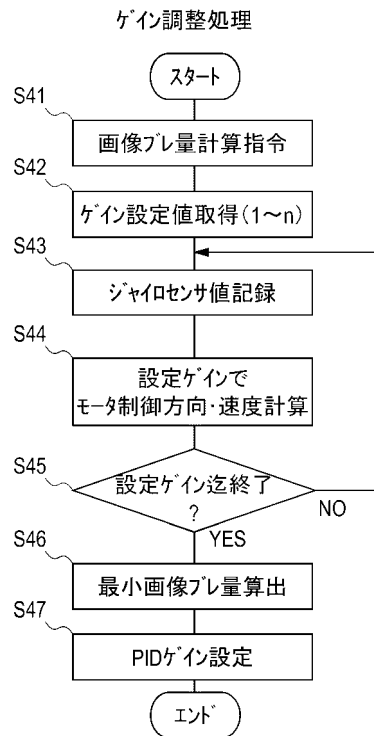 ゲイン調整処理
スタート
S41
画像ブレ量計算指令
S42
ゲイン設定値取得(1～n)
S43
ジャイロセンサ値記録
S44
設定ゲインで
モータ制御方向・速度計算
S45
設定ゲイン迄終了
?
NO
YES
S46
最小画像ブレ量算出
S47
PIDゲイン設定
エンド